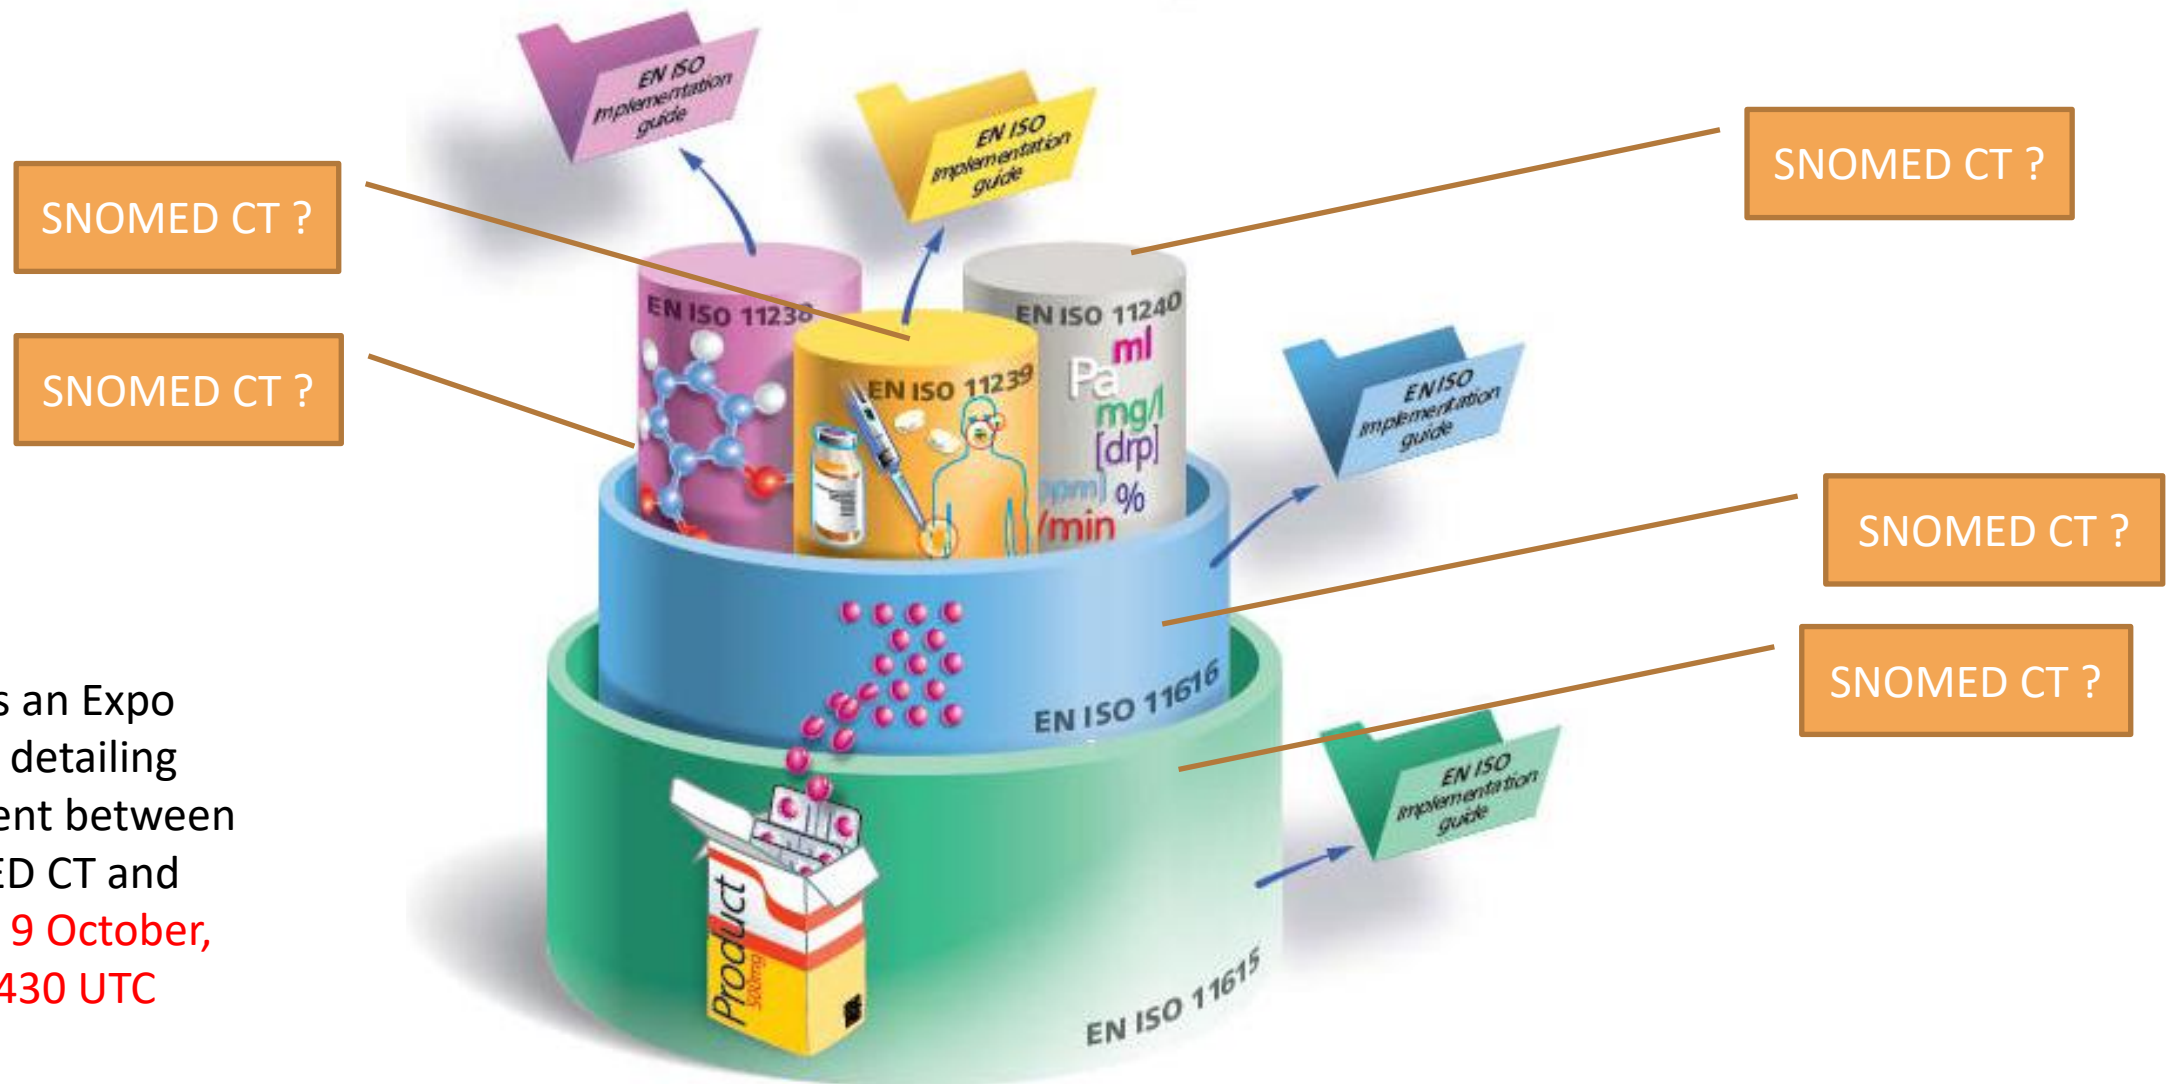 EN ISO
Implementation
guide
EN ISO
Implementation
guide
SNOMED CT ?
SNOMED CT ?
SNOMED CT ?
EN ISO 11238
EN ISO 11240
ml
Pa
mg/l
[drp]
%
/min
EN ISO 11239
EN ISO
Implementation
guide
SNOMED CT ?
SNOMED CT ?
EN ISO 11616
s an Expo
detailing
ent between
ED CT and
9 October,
430 UTC
EN ISO
Implementation
guide
Product
500mg
EN ISO 11615